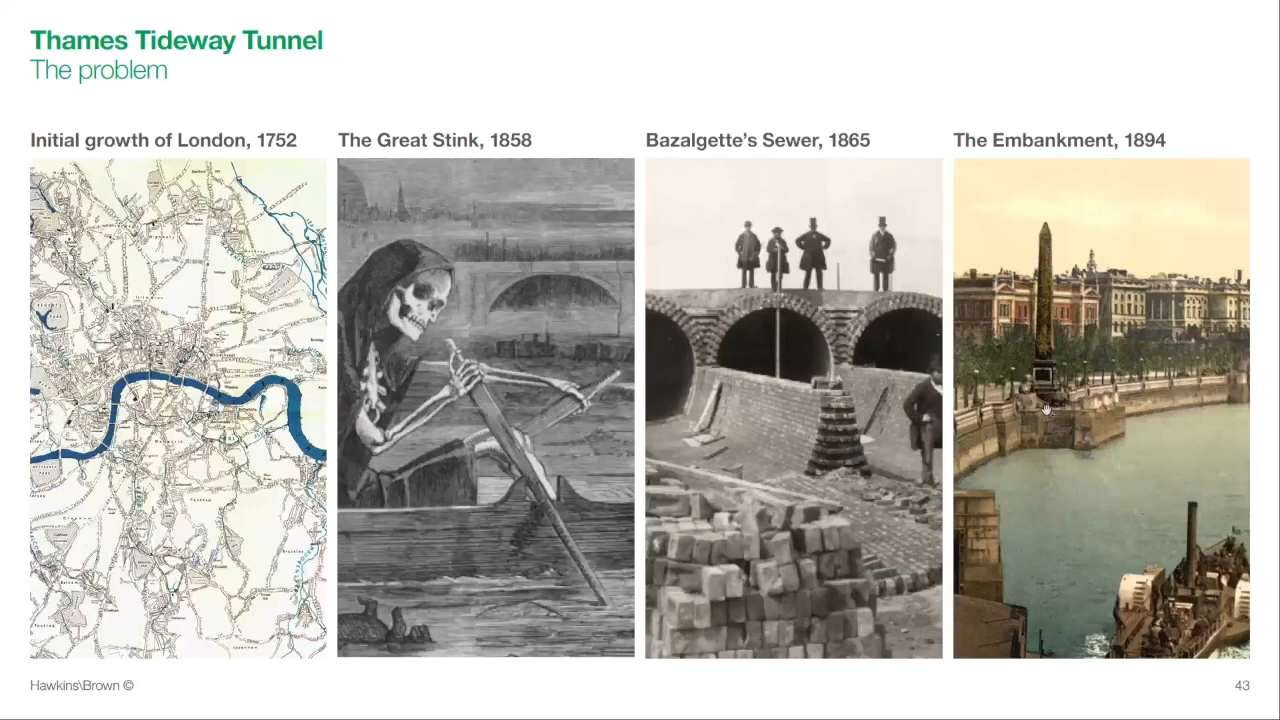 Thames Tideway Tunnel
The problem
Initial growth of London, 1752
The Great Stink, 1858
Bazalgette’s Sewer, 1865
The Embankment, 1894
Hawkins\Brown ©
43